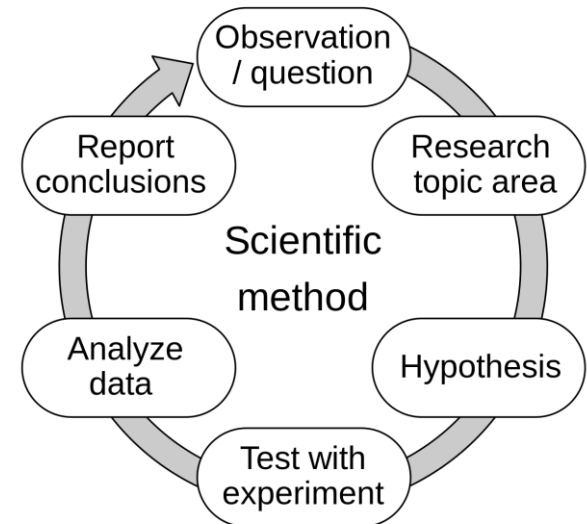 Observation
/ question
Research
topic area
Hypothesis
Test with
experiment
Analyze
data
Report
conclusions
Scientific
method